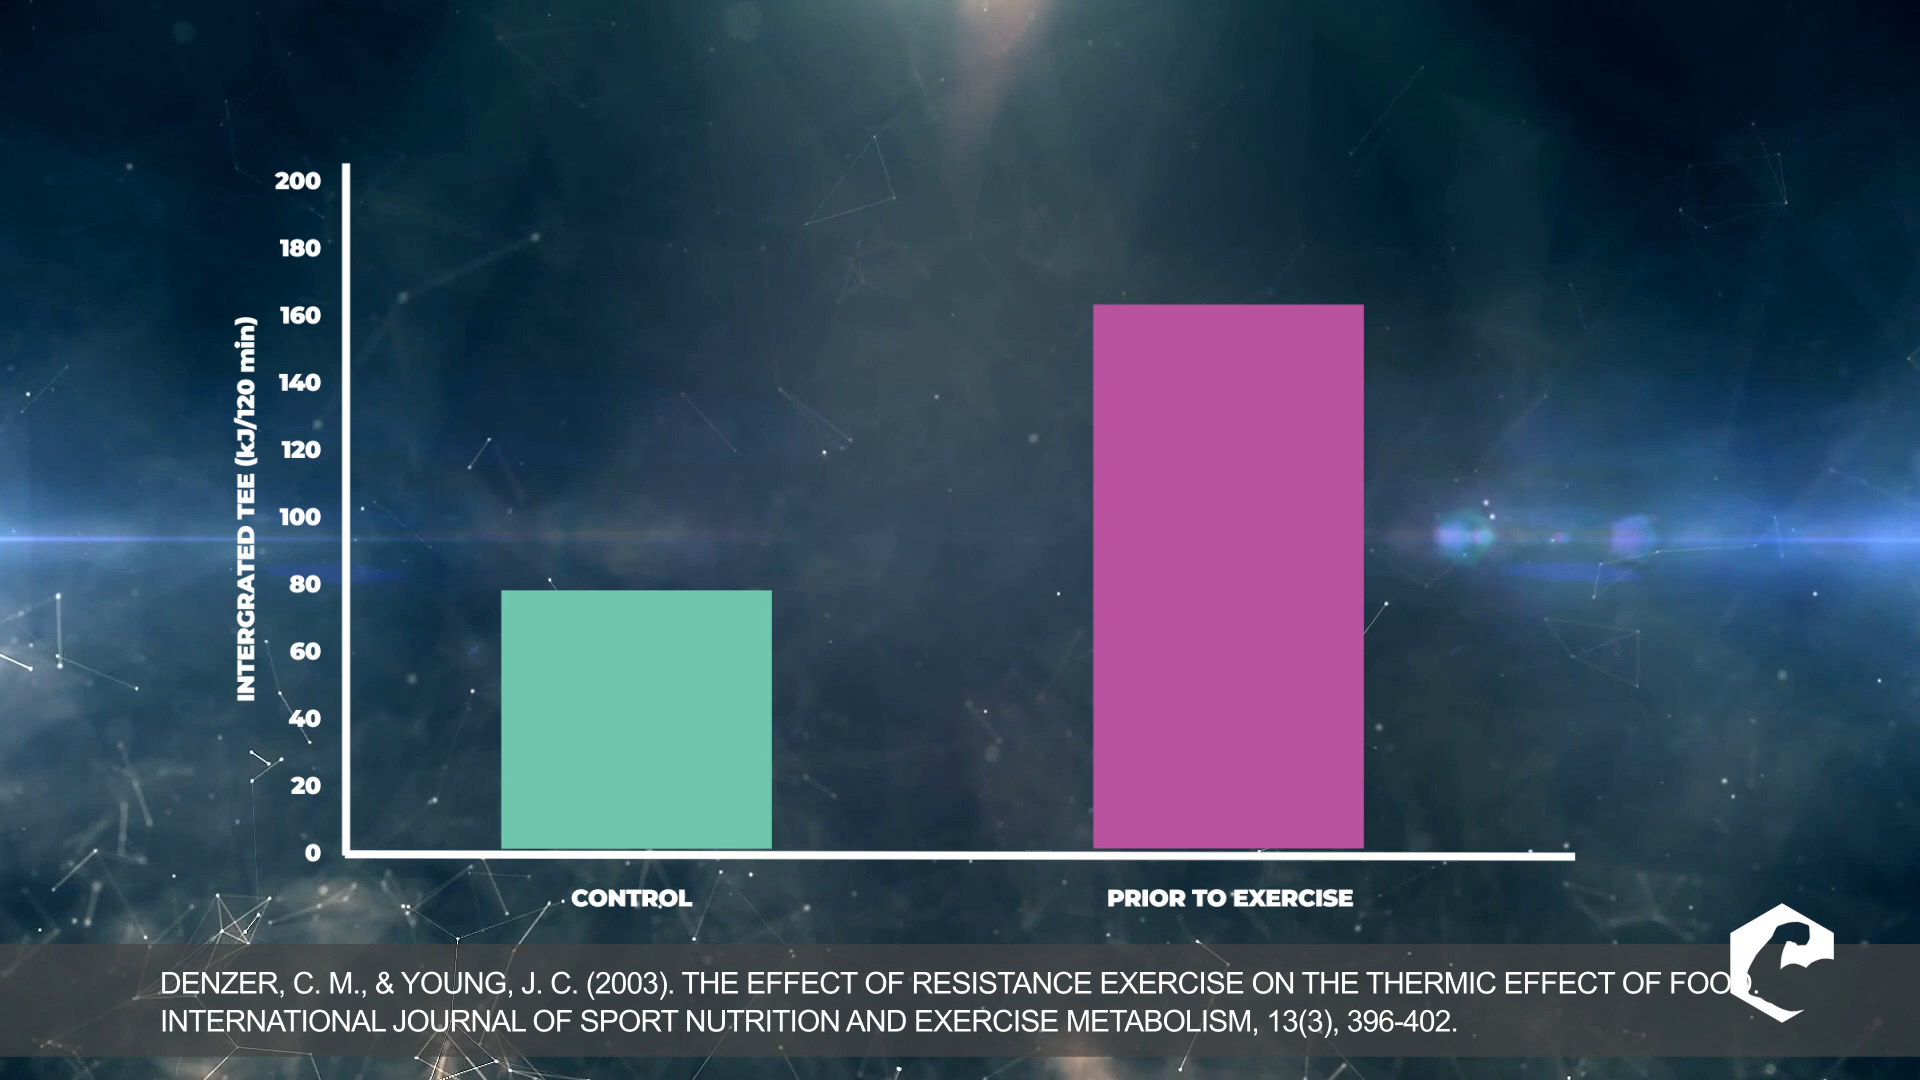 200
180
160
140
120
100
80
60
40
20
0
INTERGRATED TEE (kJ/120 min)
CONTROL
PRIOR TO EXERCISE
DENZER, C. M., & YOUNG, J. C. (2003). THE EFFECT OF RESISTANCE EXERCISE ON THE THERMIC EFFECT OF FOOD.
INTERNATIONAL JOURNAL OF SPORT NUTRITION AND EXERCISE METABOLISM, 13(3), 396-402.